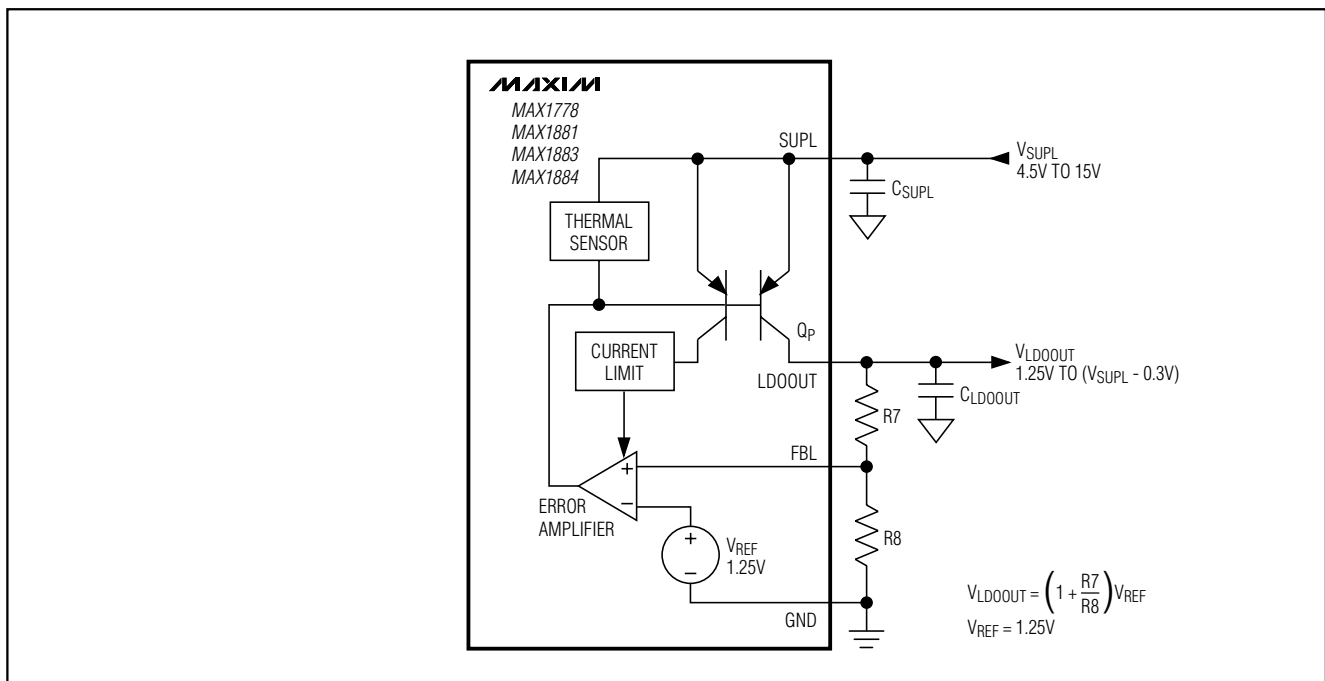 MAXIM
MAX1778
MAX1881
MAX1883
MAX1884
SUPL
VSUPL
4.5V TO 15V
CSUPL
THERMAL
SENSOR
QP
CURRENT
LIMIT
LDOOUT
VLDOOUT
1.25V TO (VSUPL - 0.3V)
CLDOOUT
R7
FBL
+
−
ERROR
AMPLIFIER
R8
+
VREF
1.25V
−
GND
VLDOOUT = (1 + R7/R8)VREF
VREF = 1.25V